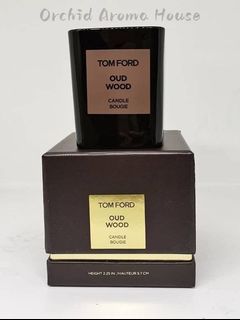 Orchid Aroma House
TOM FORD
OUD
WOOD
CANDLE
BOUGIE
TOM FORD
OUD
WOOD
CANDLE
BOUGIE
HEIGHT 2.25 IN. / HAUTEUR 5.7 CM